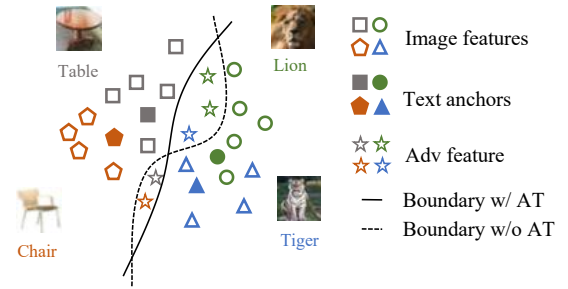 Table
Lion
Chair
Tiger
Image features
Text anchors
Adv feature
Boundary w/ AT
Boundary w/o AT